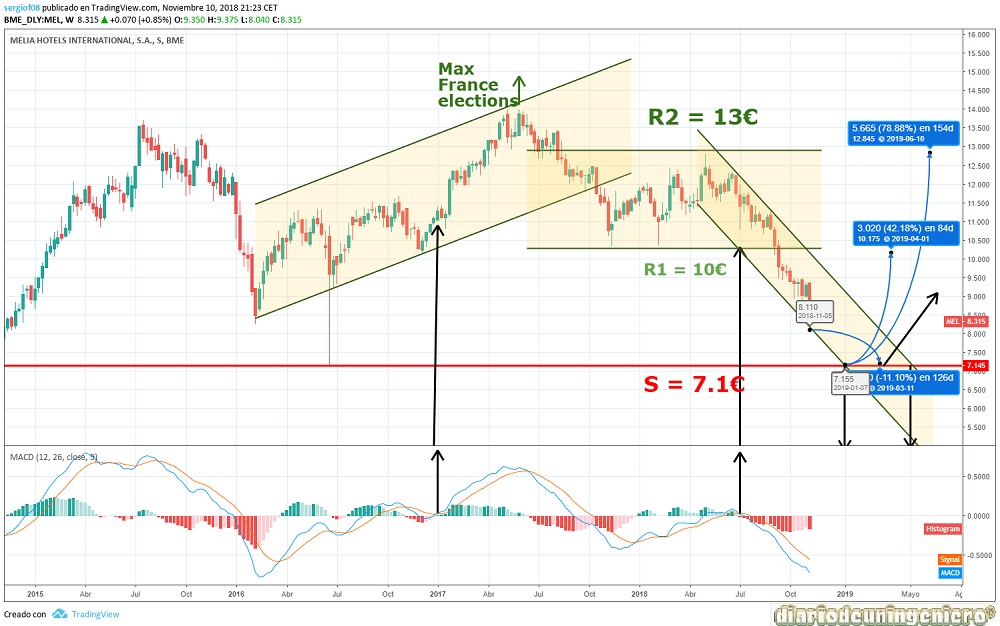 sergiof08 publicado en TradingView.com, Noviembre 10, 2018 21:23 CET
BME_DLY:MEL, W 8.315 ▲ +0.070 (+0.85%) O:9.350 H:9.375 L:8.040 C:8.315
MELIA HOTELS INTERNATIONAL, S.A., S, BME
Max
France
elections
R2 = 13€
R1 = 10€
S = 7.1€
5.665 (78.88%) en 154d
12.845 @ 2019-06-10
3.020 (42.18%) en 84d
10.175 @ 2019-04-01
8.110
2018-11-05
7.155
2019-01-07
(-11.10%) en 126d
@ 2019-03-11
16.000
15.500
15.000
14.500
14.000
13.500
13.000
12.500
12.000
11.500
11.000
10.500
10.000
9.500
9.000
8.500
MEL 8.315
8.000
7.500
7.145
7.000
6.500
6.000
5.500
MACD (12, 26, close, 9)
0.5000
0.0000
Histogram
-0.5000
Signal
MACD
2015 Abr Jul Oct 2016 Abr Jul Oct 2017 Abr Jul Oct 2018 Abr Jul Oct 2019 Mayo
Creado con TradingView
diariodeuningeniero